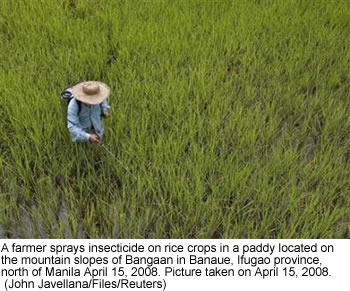 A farmer sprays insecticide on rice crops in a paddy located on
the mountain slopes of Bangaan in Banaue, Ifugao province,
north of Manila April 15, 2008. Picture taken on April 15, 2008.
(John Javellana/Files/Reuters)